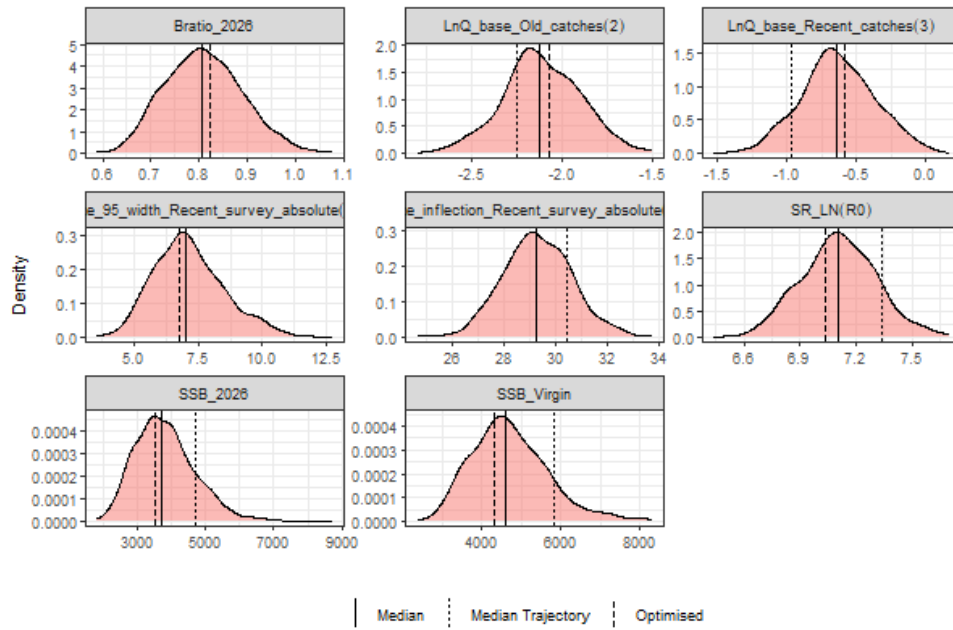 Bratio_2026
LnQ_base_Old_catches(2)
LnQ_base_Recent_catches(3)
5
4
3
2
1
0
0.6 0.7 0.8 0.9 1.0 1.1
2.0
1.5
1.0
0.5
0.0
-2.5 -2.0 -1.5
1.5
1.0
0.5
0.0
-1.5 -1.0 -0.5 0.0
e_95_width_Recent_survey_absolute(
e_inflection_Recent_survey_absolute(
SR_LN(R0)
0.3
0.2
0.1
0.0
5.0 7.5 10.0 12.5
0.3
0.2
0.1
0.0
26 28 30 32 34
2.0
1.5
1.0
0.5
0.0
6.6 6.9 7.2 7.5
Density
SSB_2026
SSB_Virgin
0.0004
0.0003
0.0002
0.0001
0.0000
3000 5000 7000 9000
0.0004
0.0003
0.0002
0.0001
0.0000
4000 6000 8000
Median Median Trajectory Optimised